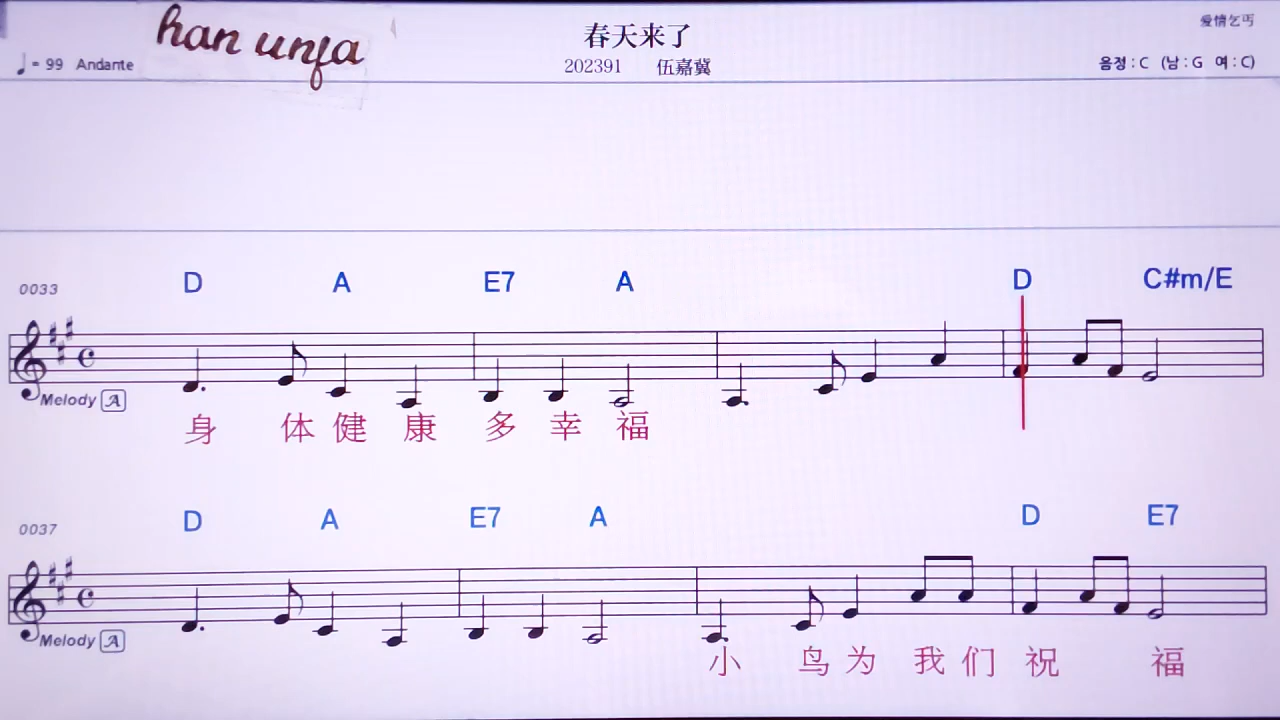 han unfa
春天来了
爱情乞丐
♩= 99 Andante
202391 伍嘉冀
음정 : C (남 : G 여 : C)
0033
D A E7 A D C#m/E
Melody A
身 体 健 康 多 幸 福
0037
D A E7 A D E7
Melody A
小 鸟 为 我 们 祝 福